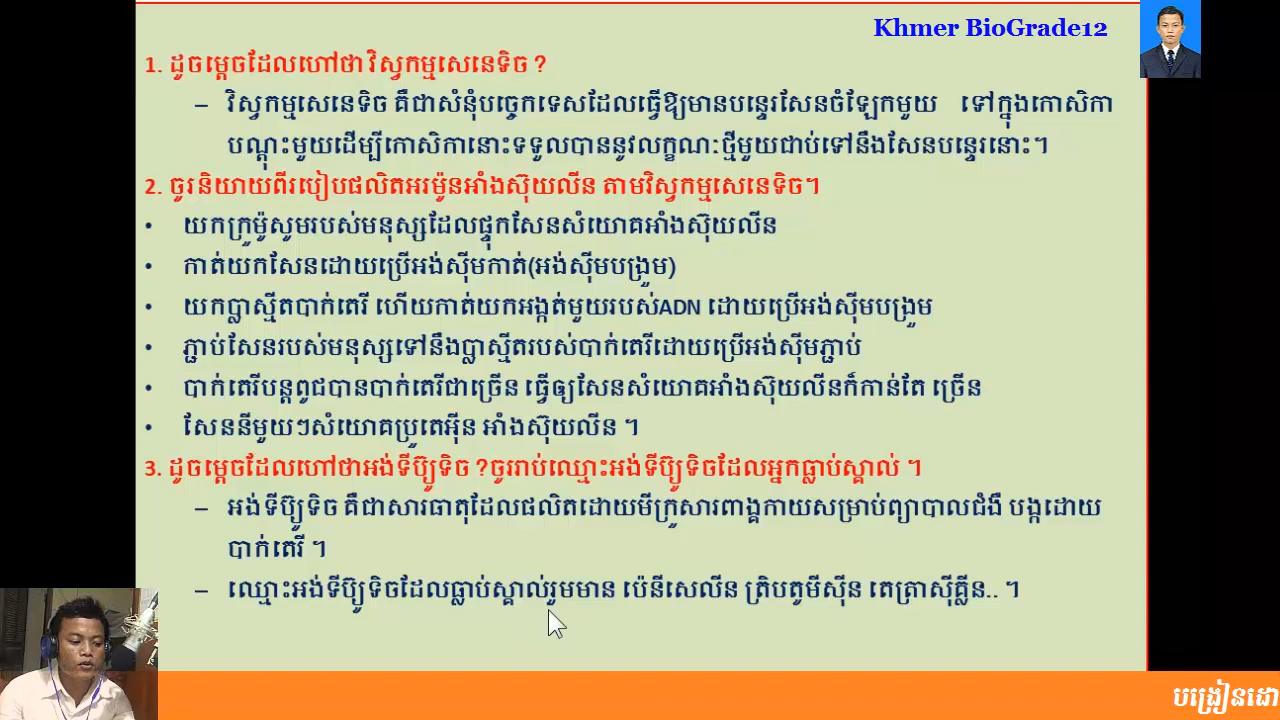 Khmer BioGrade12
1. ដូចម្ដេចដែលហៅថា វិស្វកម្មសេនេទិច ?
– វិស្វកម្មសេនេទិច គឺជាសំនុំបច្ចេកទេសដែលធ្វើឱ្យមានបន្ទេរសែនចំឡែកមួយ ទៅក្នុងកោសិកា
បណ្ដុះមួយដើម្បីកោសិកានោះទទួលបាននូវលក្ខណៈថ្មីមួយជាប់ទៅនឹងសែនបន្ទេរនោះ។
2. ចូរនិយាយពីរបៀបផលិតអរម៉ូនអាំងស៊ុយលីន តាមវិស្វកម្មសេនេទិច។
• យកក្រូម៉ូសូមរបស់មនុស្សដែលផ្ទុកសែនសំយោគអាំងស៊ុយលីន
• កាត់យកសែនដោយប្រើអង់ស៊ីមកាត់(អង់ស៊ីមបង្រួម)
• យកប្លាស្មីតបាក់តេរី ហើយកាត់យកអង្កត់មួយរបស់ADN ដោយប្រើអង់ស៊ីមបង្រួម
• ភ្ជាប់សែនរបស់មនុស្សទៅនឹងប្លាស្មីតរបស់បាក់តេរីដោយប្រើអង់ស៊ីមភ្ជាប់
• បាក់តេរីបន្តពូជបានបាក់តេរីជាច្រើន ធ្វើឲ្យសែនសំយោគអាំងស៊ុយលីនក៏កាន់តែ ច្រើន
• សែននីមួយៗសំយោគប្រូតេអ៊ីន អាំងស៊ុយលីន ។
3. ដូចម្ដេចដែលហៅថាអង់ទីប៊្យូទិច ?ចូររាប់ឈ្មោះអង់ទីប៊្យូទិចដែលអ្នកធ្លាប់ស្គាល់ ។
– អង់ទីប៊្យូទិច គឺជាសារធាតុដែលផលិតដោយមីក្រូសារពាង្គកាយសម្រាប់ព្យាបាលជំងឺ បង្កដោយ
បាក់តេរី ។
– ឈ្មោះអង់ទីប៊្យូទិចដែលធ្លាប់ស្គាល់រួមមាន ប៉េនីសេលីន ត្រិបតូមីស៊ីន តេត្រាស៊ីគ្លីន.. ។
បង្រៀនដោ